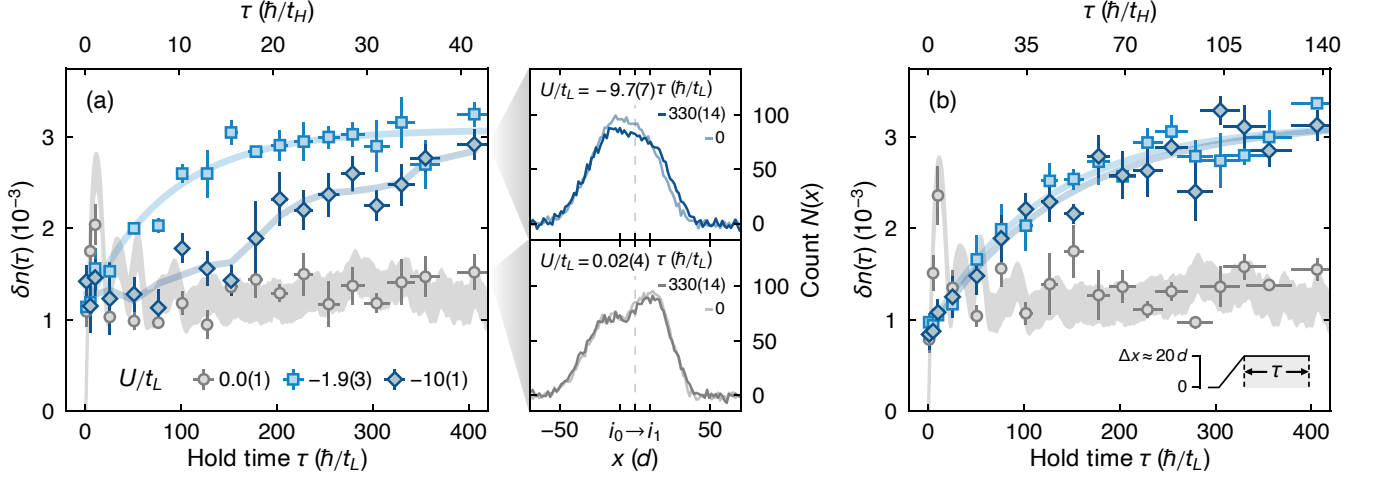 τ (ħ/t_H)
0 10 20 30 40
(a)
δn(τ) (10⁻³)
3
2
1
0
U/t_L 0.0(1) −1.9(3) −10(1)
0 100 200 300 400
Hold time τ (ħ/t_L)
U/t_L = −9.7(7) τ (ħ/t_L)
330(14)
0
100
50
0
U/t_L = 0.02(4) τ (ħ/t_L)
330(14)
0
100
50
0
Count N(x)
−50 i₀→i₁ 50
x (d)
τ (ħ/t_H)
0 35 70 105 140
(b)
δn(τ) (10⁻³)
3
2
1
0
Δx ≈ 20 d
0
τ
0 100 200 300 400
Hold time τ (ħ/t_L)